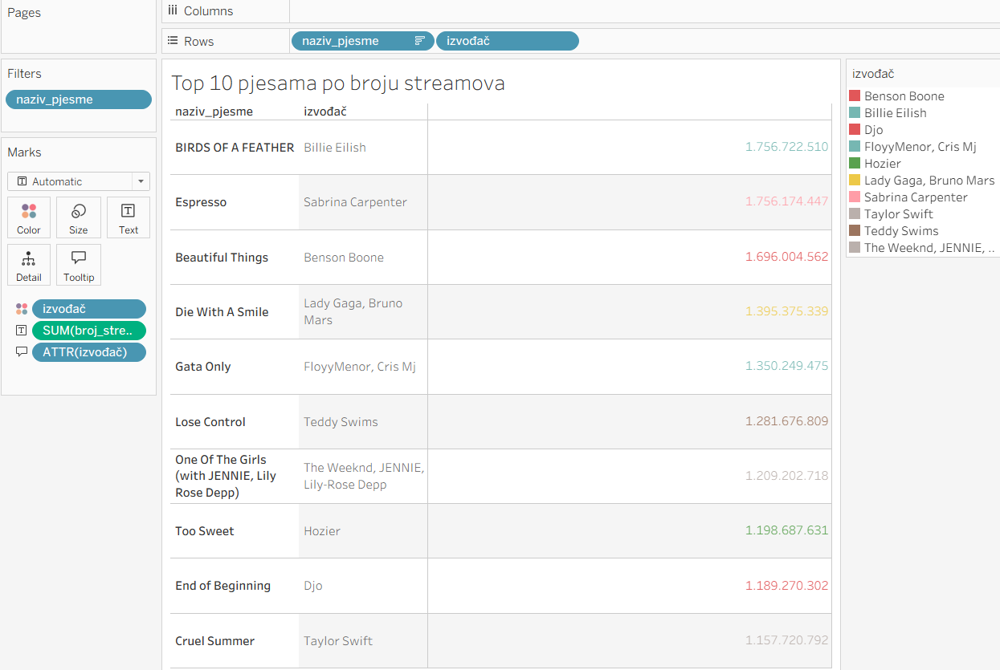 Pages
Columns
Rows
naziv_pjesme
izvođač
Filters
naziv_pjesme
Marks
Automatic
Color
Size
Text
Detail
Tooltip
izvođač
SUM(broj_stre..
ATTR(izvođač)
Top 10 pjesama po broju streamova
naziv_pjesme izvođač
BIRDS OF A FEATHER Billie Eilish 1.756.722.510
Espresso Sabrina Carpenter 1.756.174.447
Beautiful Things Benson Boone 1.696.004.562
Die With A Smile
Lady Gaga, Bruno
Mars
1.395.375.339
Gata Only FloyyMenor, Cris Mj 1.350.249.475
Lose Control Teddy Swims 1.281.676.809
One Of The Girls
(with JENNIE, Lily
Rose Depp)
The Weeknd, JENNIE,
Lily-Rose Depp
1.209.202.718
Too Sweet Hozier 1.198.687.631
End of Beginning Djo 1.189.270.302
Cruel Summer Taylor Swift 1.157.720.792
izvođač
Benson Boone
Billie Eilish
Djo
FloyyMenor, Cris Mj
Hozier
Lady Gaga, Bruno Mars
Sabrina Carpenter
Taylor Swift
Teddy Swims
The Weeknd, JENNIE, ..